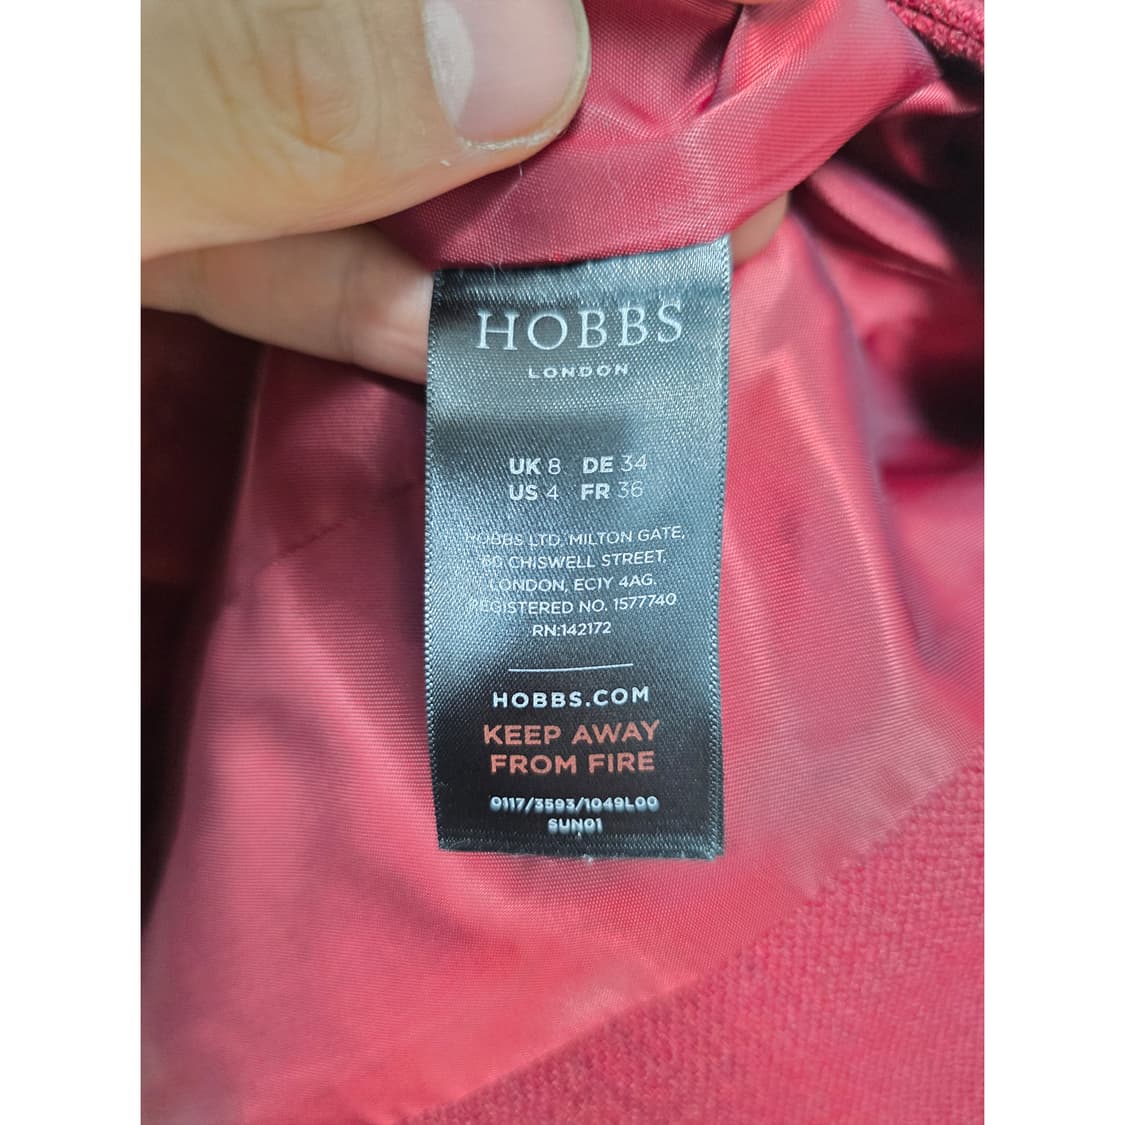 HOBBS
LONDON
UK 8 DE 34
US 4 FR 36
HOBBS LTD, MILTON GATE,
60 CHISWELL STREET,
LONDON, EC1Y 4AG.
REGISTERED NO. 1577740
RN:142172
HOBBS.COM
KEEP AWAY
FROM FIRE
0117/3593/1049L00
SUN01